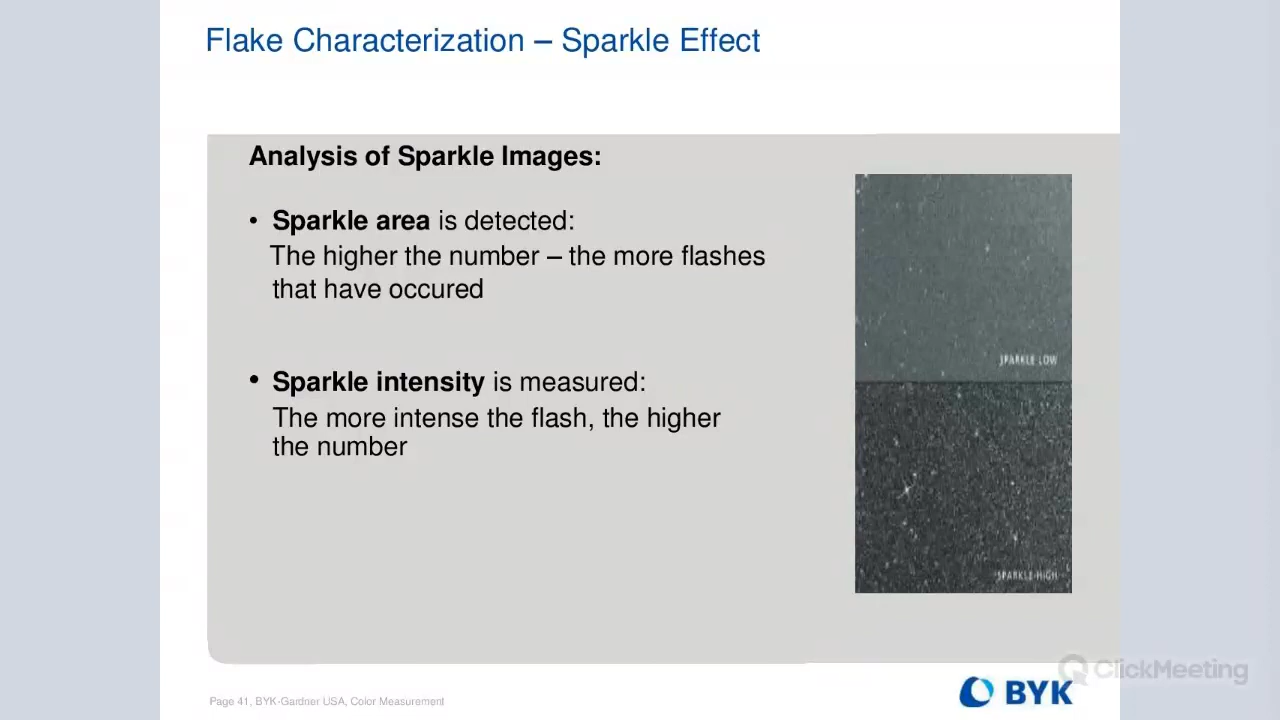 Flake Characterization – Sparkle Effect
Analysis of Sparkle Images:
• Sparkle area is detected:
The higher the number – the more flashes
that have occured
• Sparkle intensity is measured:
The more intense the flash, the higher
the number
SPARKLE-LOW
SPARKLE-HIGH
Page 41, BYK-Gardner USA, Color Measurement
BYK
ClickMeeting